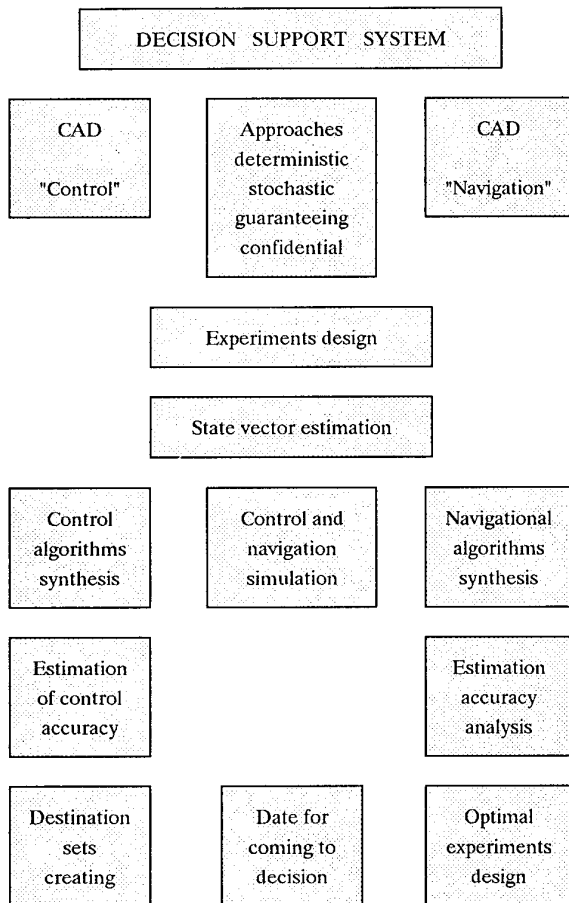 DECISION SUPPORT SYSTEM
CAD
"Control"
Approaches
deterministic
stochastic
guaranteeing
confidential
CAD
"Navigation"
Experiments design
State vector estimation
Control
algorithms
synthesis
Control and
navigation
simulation
Navigational
algorithms
synthesis
Estimation
of control
accuracy
Estimation
accuracy
analysis
Destination
sets
creating
Date for
coming to
decision
Optimal
experiments
design